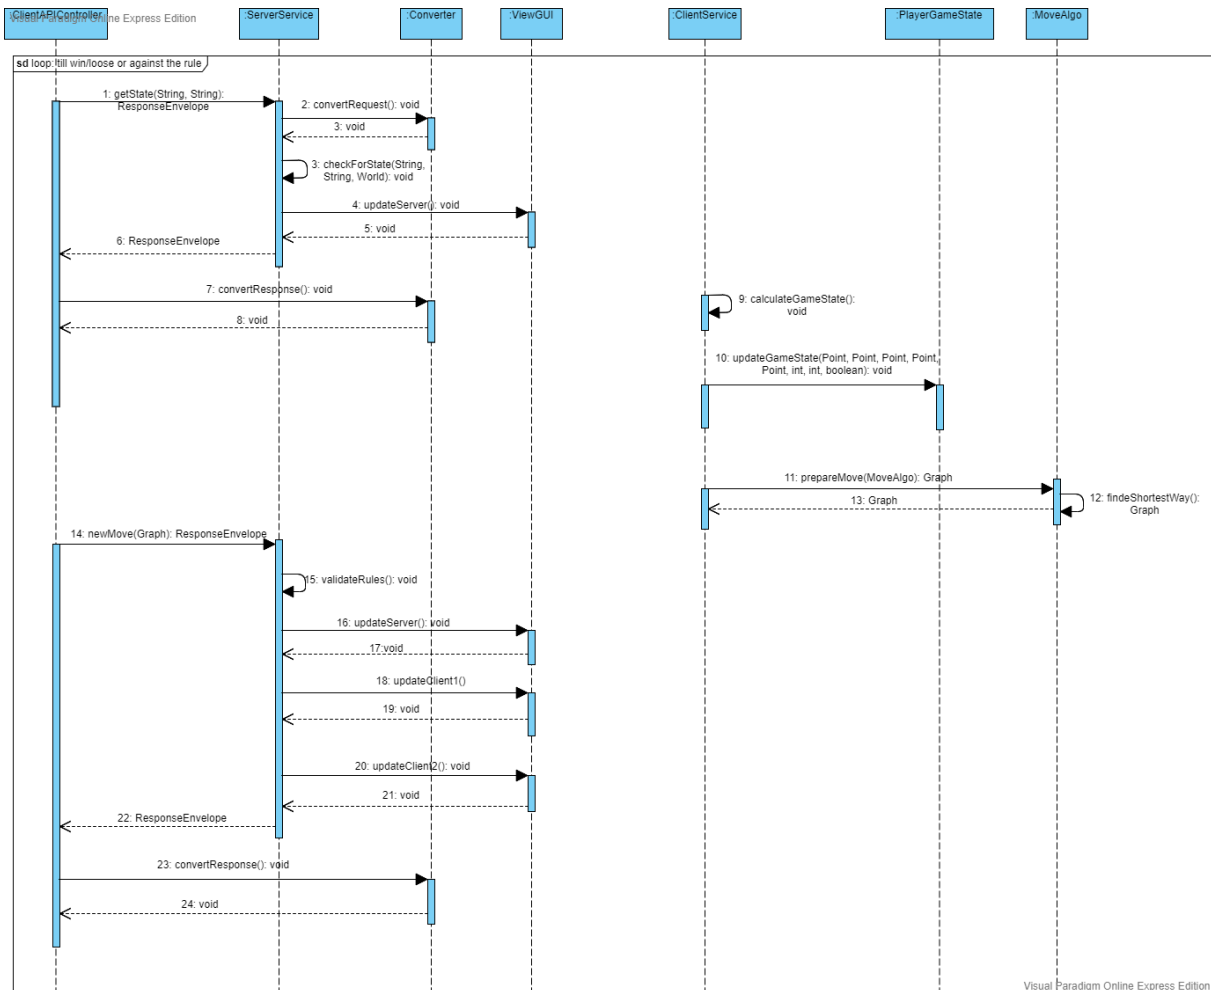 :ClientAPIController
Visual Paradigm Online Express Edition
:ServerService
:Converter
:ViewGUI
:ClientService
:PlayerGameState
:MoveAlgo
sd loop: till win/loose or against the rule
1: getState(String, String):
ResponseEnvelope
2: convertRequest(): void
3: void
3: checkForState(String,
String, World): void
4: updateServer(): void
5: void
6: ResponseEnvelope
7: convertResponse(): void
8: void
9: calculateGameState():
void
10: updateGameState(Point, Point, Point, Point,
Point, int, int, boolean): void
11: prepareMove(MoveAlgo): Graph
12: findeShortestWay():
Graph
13: Graph
14: newMove(Graph): ResponseEnvelope
15: validateRules(): void
16: updateServer(): void
17:void
18: updateClient1()
19: void
20: updateClient2(): void
21: void
22: ResponseEnvelope
23: convertResponse(): void
24: void
Visual Paradigm Online Express Edition